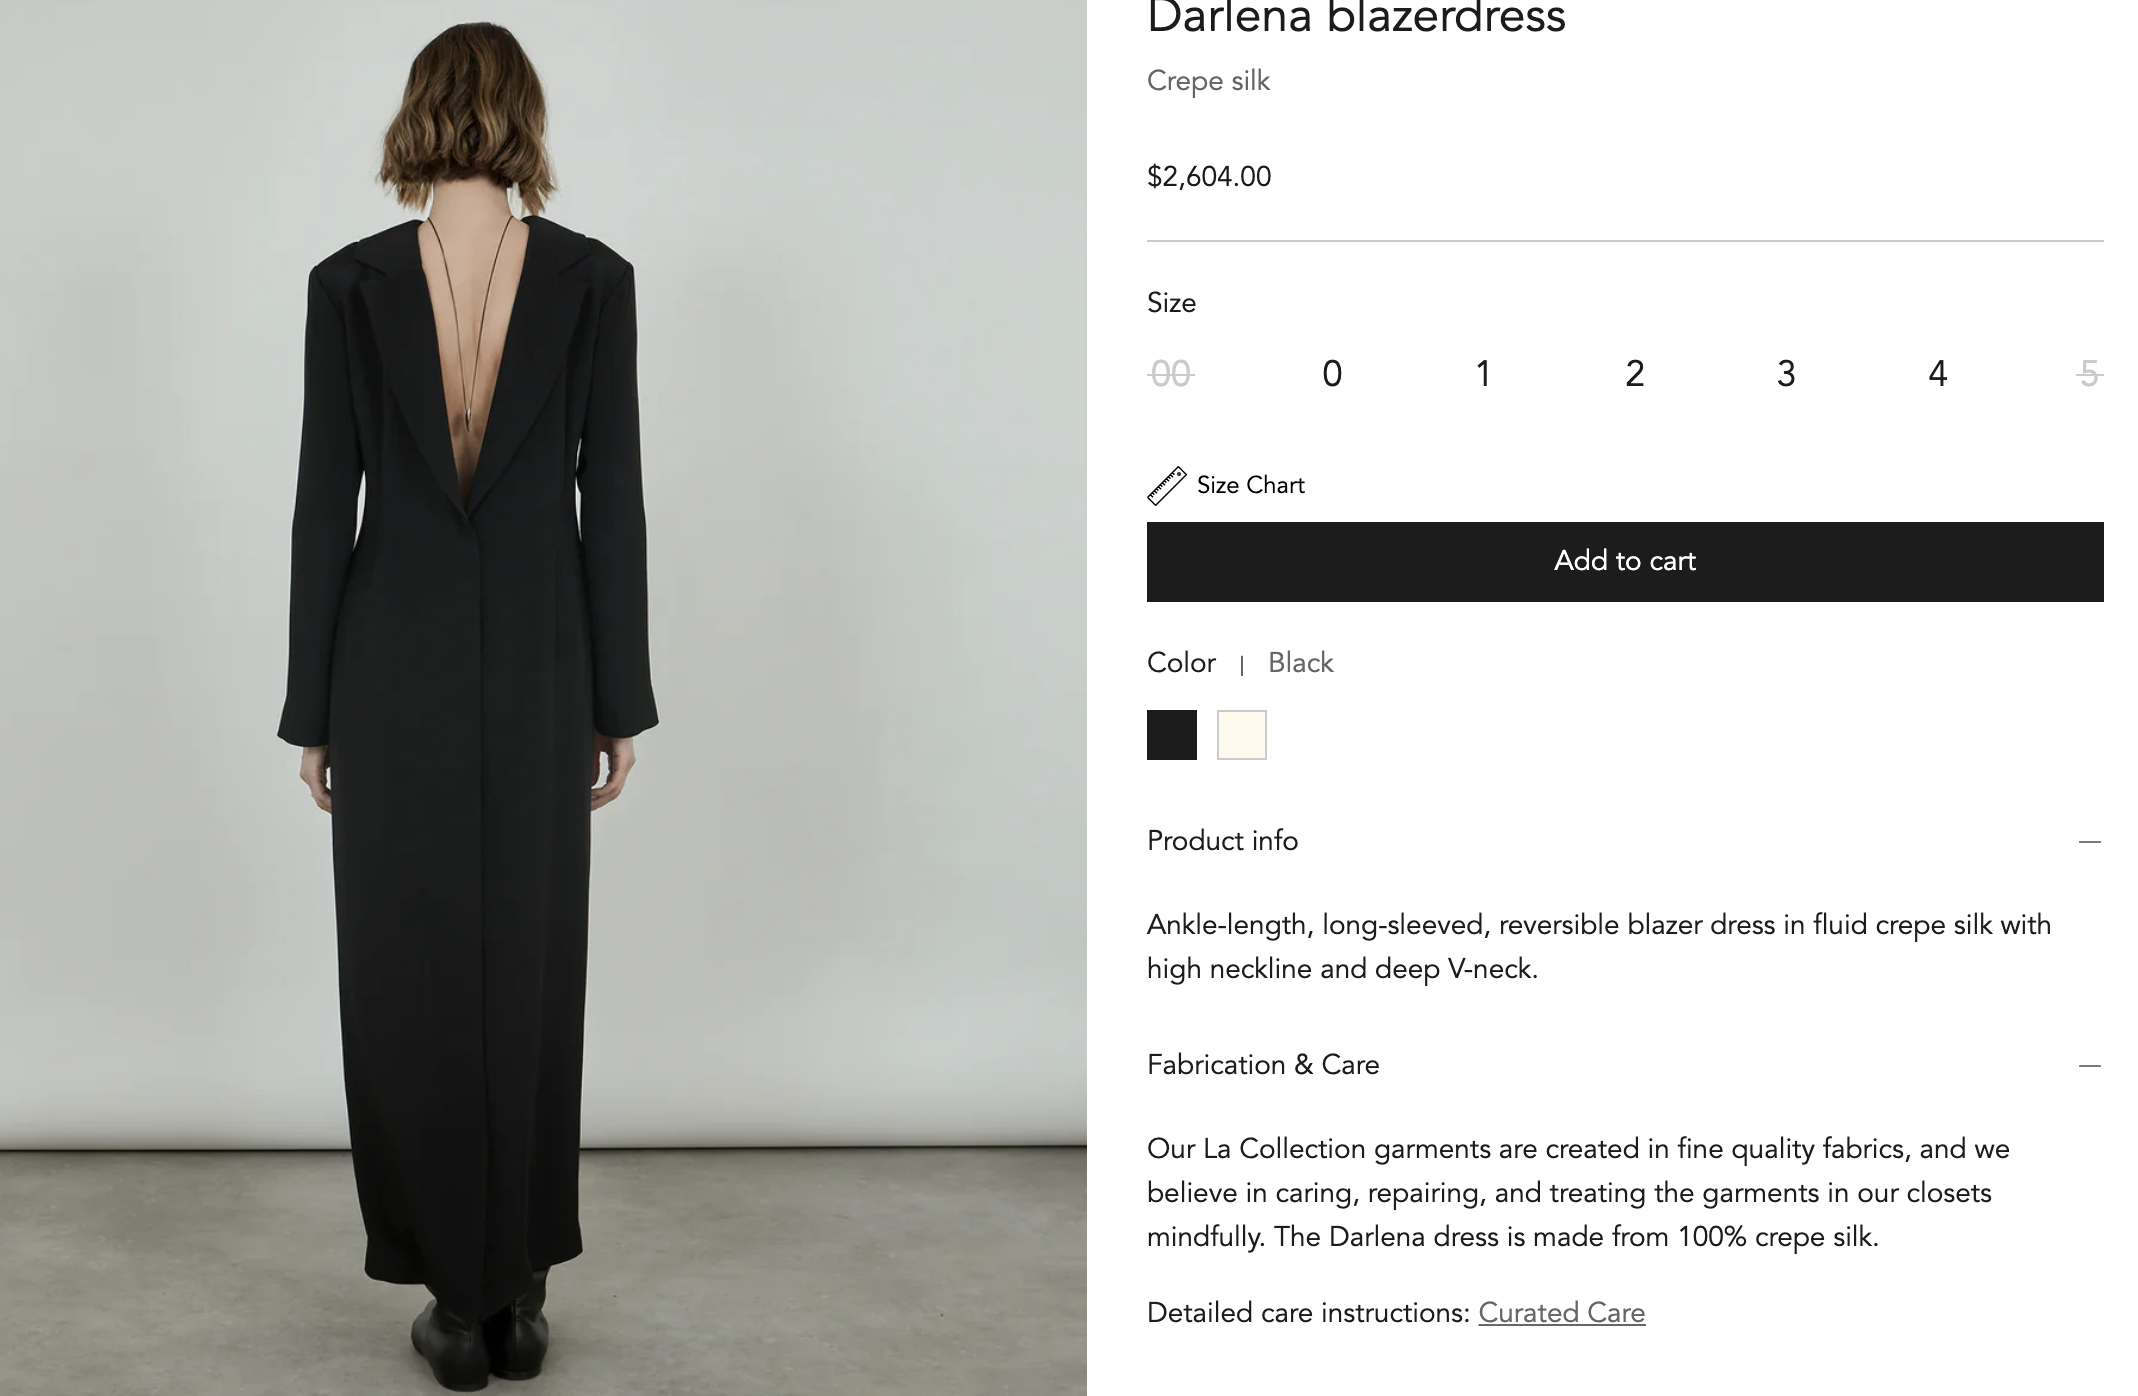 Darlena blazerdress
Crepe silk
$2,604.00
Size
00 0 1 2 3 4 5
Size Chart
Add to cart
Color | Black
Product info
Ankle-length, long-sleeved, reversible blazer dress in fluid crepe silk with
high neckline and deep V-neck.
Fabrication & Care
Our La Collection garments are created in fine quality fabrics, and we
believe in caring, repairing, and treating the garments in our closets
mindfully. The Darlena dress is made from 100% crepe silk.
Detailed care instructions: Curated Care